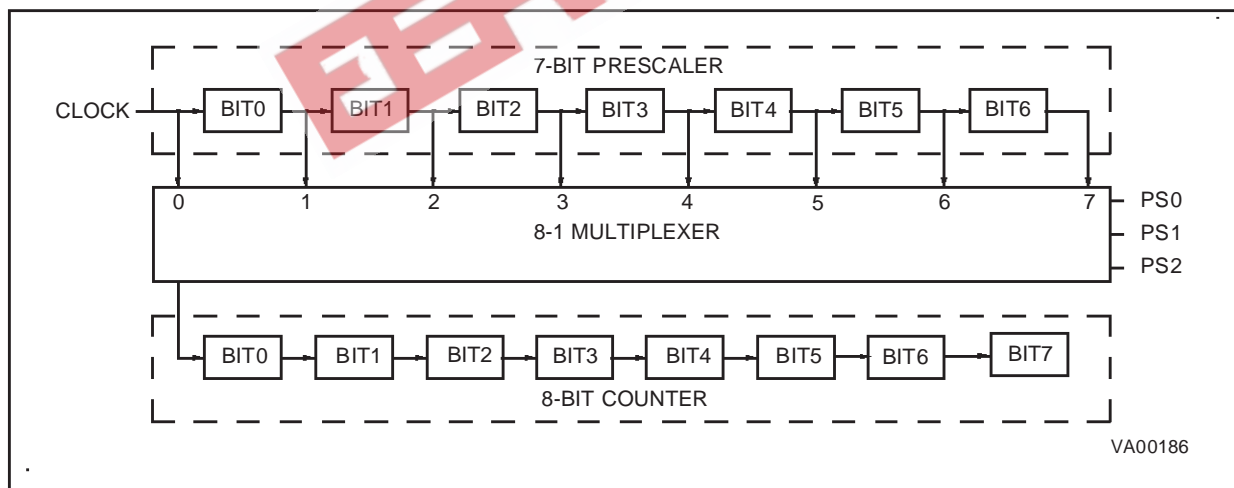 7-BIT PRESCALER
CLOCK BIT0 BIT1 BIT2 BIT3 BIT4 BIT5 BIT6
0 1 2 3 4 5 6 7 PS0
8-1 MULTIPLEXER PS1
PS2
BIT0 BIT1 BIT2 BIT3 BIT4 BIT5 BIT6 BIT7
8-BIT COUNTER
VA00186